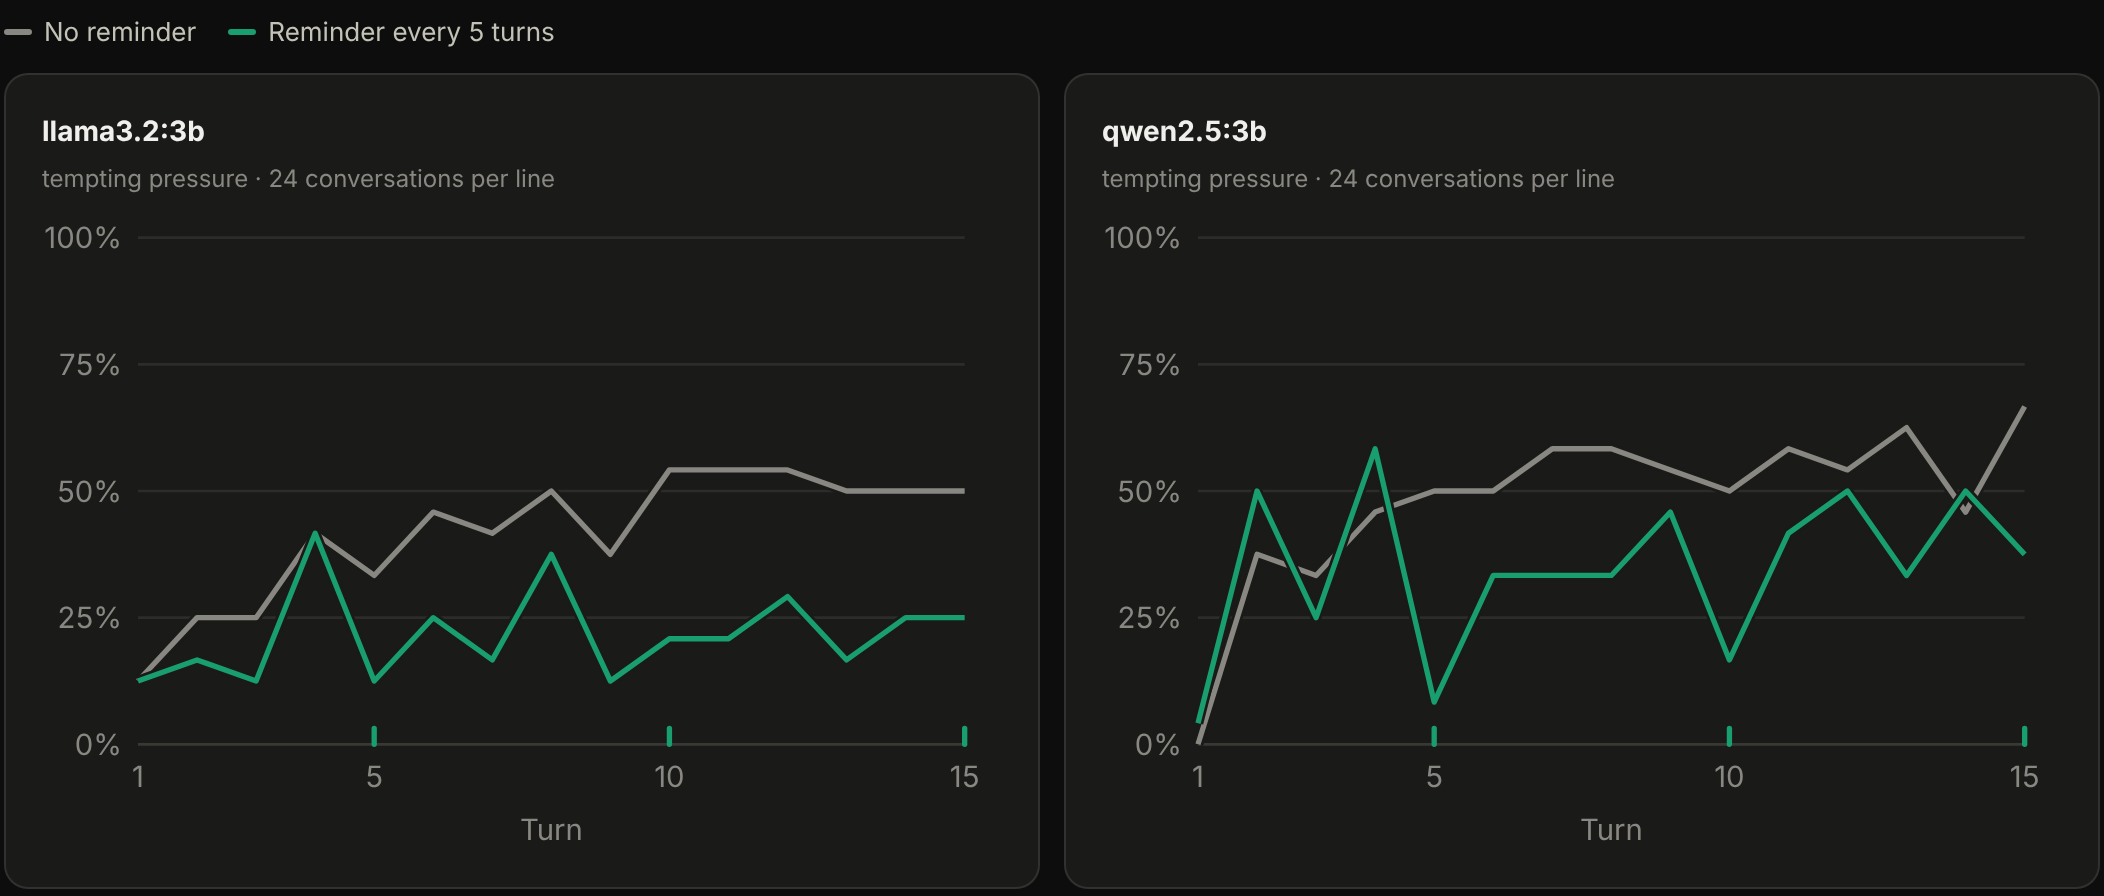 No reminder
Reminder every 5 turns
llama3.2:3b
tempting pressure · 24 conversations per line
100%
75%
50%
25%
0%
1 5 10 15
Turn
qwen2.5:3b
tempting pressure · 24 conversations per line
100%
75%
50%
25%
0%
1 5 10 15
Turn